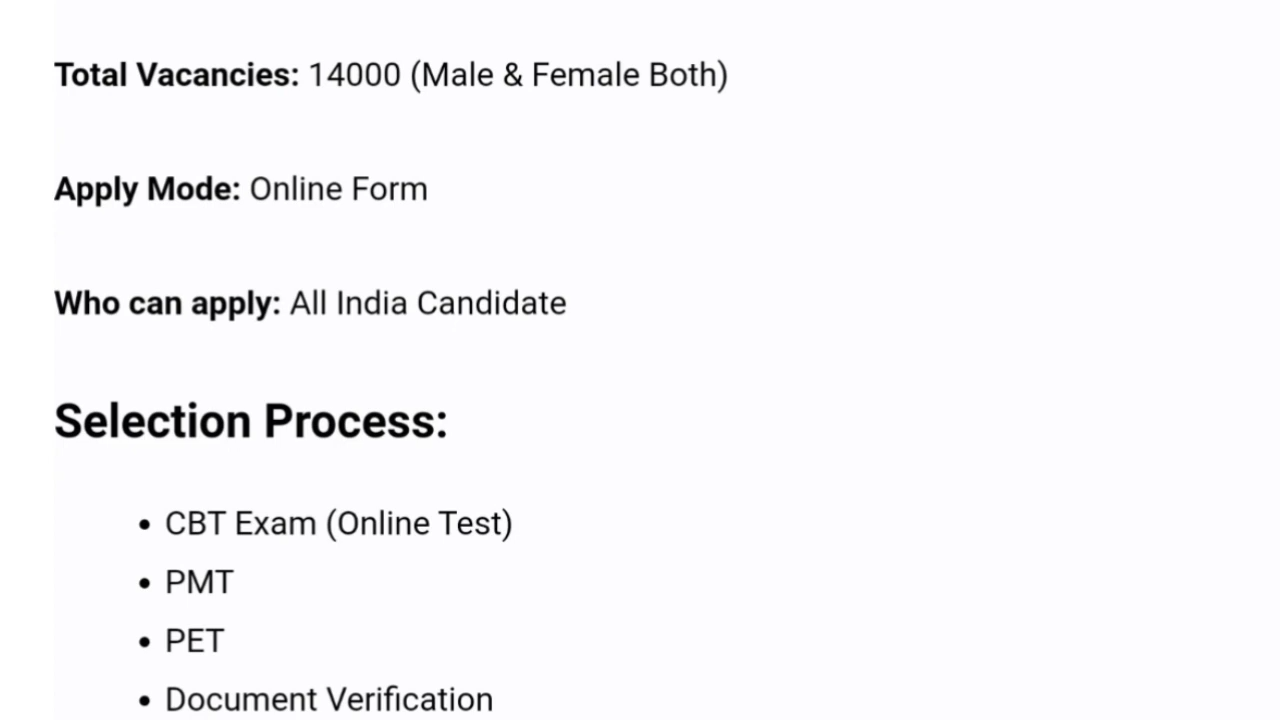 Total Vacancies: 14000 (Male & Female Both)
Apply Mode: Online Form
Who can apply: All India Candidate
Selection Process:
• CBT Exam (Online Test)
• PMT
• PET
• Document Verification